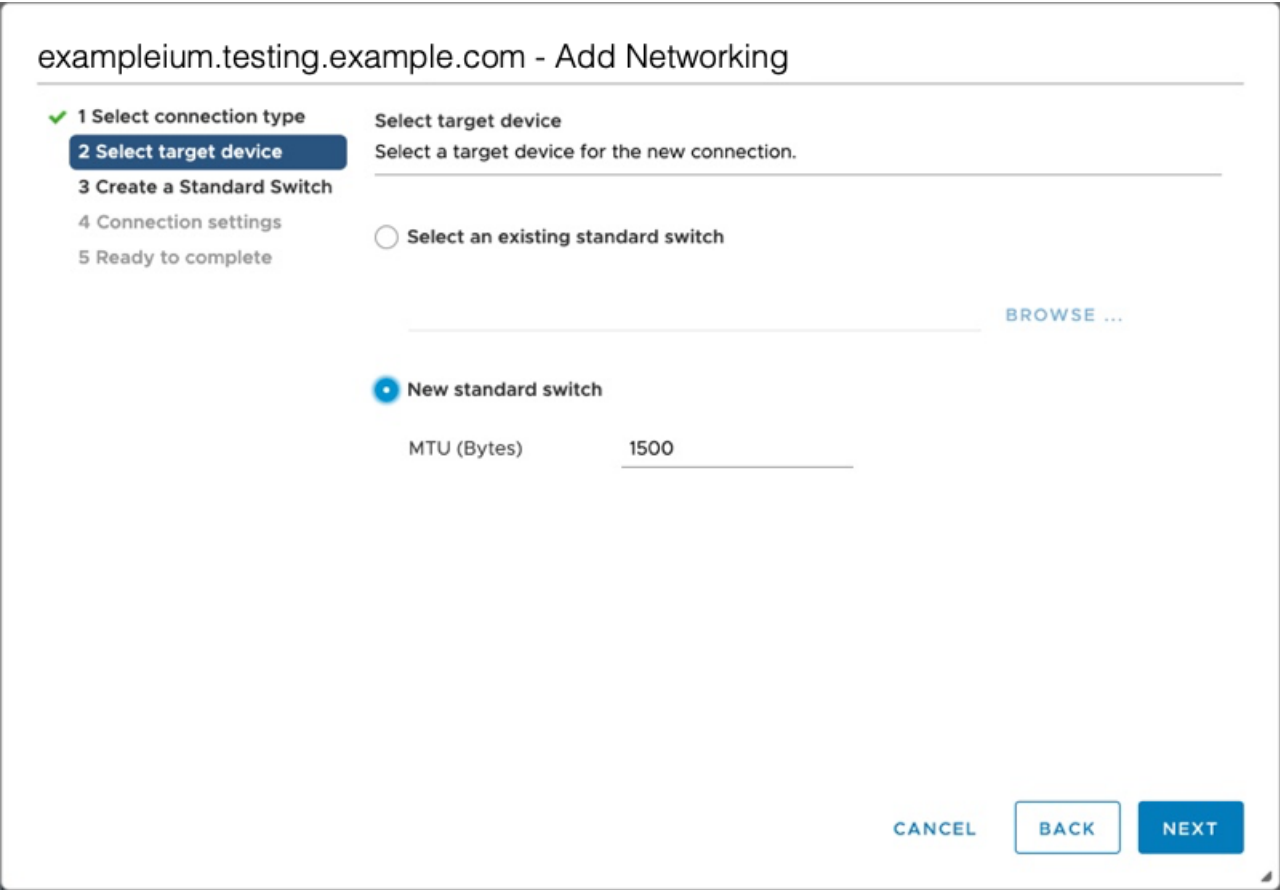 exampleium.testing.example.com - Add Networking
1 Select connection type
2 Select target device
3 Create a Standard Switch
4 Connection settings
5 Ready to complete
Select target device
Select a target device for the new connection.
Select an existing standard switch
BROWSE ...
New standard switch
MTU (Bytes) 1500
CANCEL BACK NEXT